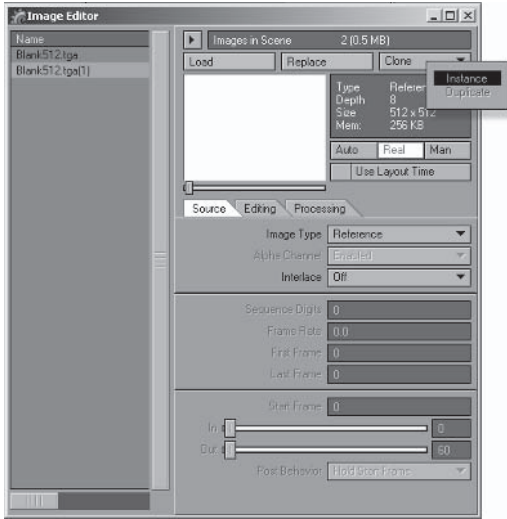 Image Editor
Name
Blank512.tga
Blank512.tga(1)
Images in Scene 2 (0.5 MB)
Load Replace Clone
Instance
Duplicate
Type Referen
Depth 8
Size 512 x 512
Mem: 256 KB
Auto Real Man
Use Layout Time
Source Editing Processing
Image Type Reference
Alpha Channel Enabled
Interlace Off
Sequence Digits 0
Frame Rate 0.0
First Frame 0
Last Frame 0
Start Frame 0
In 0
Out 60
Post Behavior Hold Start Frame